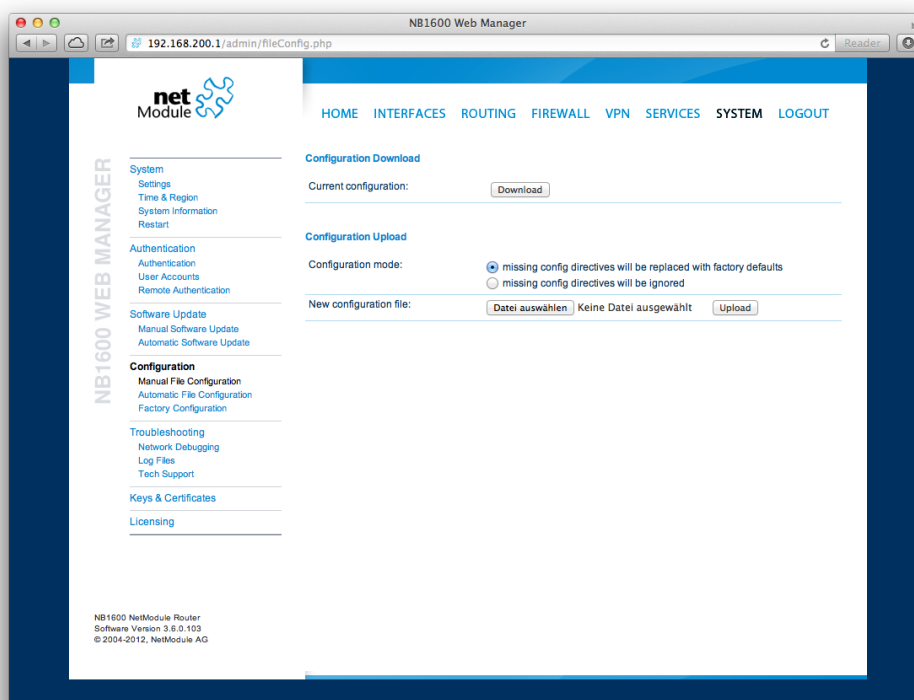 NB1600 Web Manager
192.168.200.1/admin/fileConfig.php
Reader
net
Module
HOME INTERFACES ROUTING FIREWALL VPN SERVICES SYSTEM LOGOUT
NB1600 WEB MANAGER
System
Settings
Time & Region
System Information
Restart
Authentication
Authentication
User Accounts
Remote Authentication
Software Update
Manual Software Update
Automatic Software Update
Configuration
Manual File Configuration
Automatic File Configuration
Factory Configuration
Troubleshooting
Network Debugging
Log Files
Tech Support
Keys & Certificates
Licensing
Configuration Download
Current configuration: Download
Configuration Upload
Configuration mode: missing config directives will be replaced with factory defaults
missing config directives will be ignored
New configuration file: Datei auswählen Keine Datei ausgewählt Upload
NB1600 NetModule Router
Software Version 3.6.0.103
© 2004-2012, NetModule AG